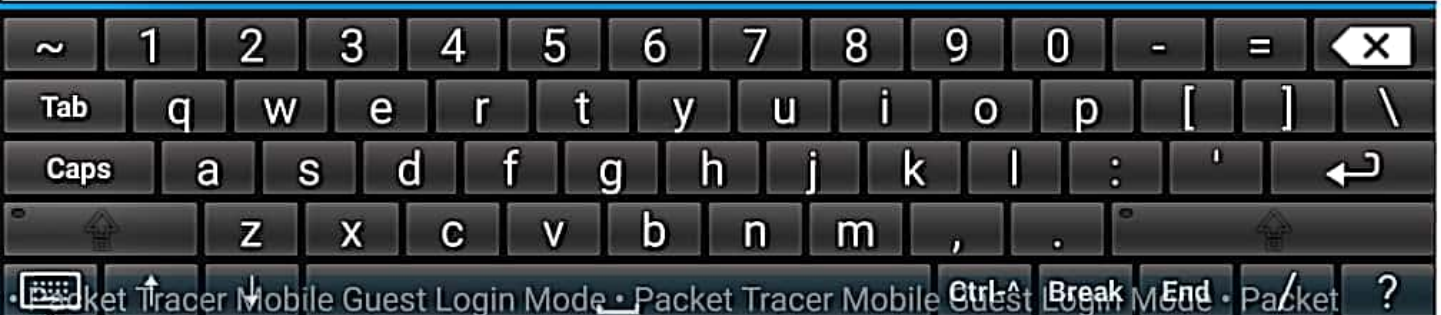 ~ 1 2 3 4 5 6 7 8 9 0 - =
Tab q w e r t y u i o p [ ] \
Caps a s d f g h j k l : '
z x c v b n m , .
↑ ↓ Ctrl-^ Break End / ?
• Packet Tracer Mobile Guest Login Mode • Packet Tracer Mobile Guest Login Mode • Packet